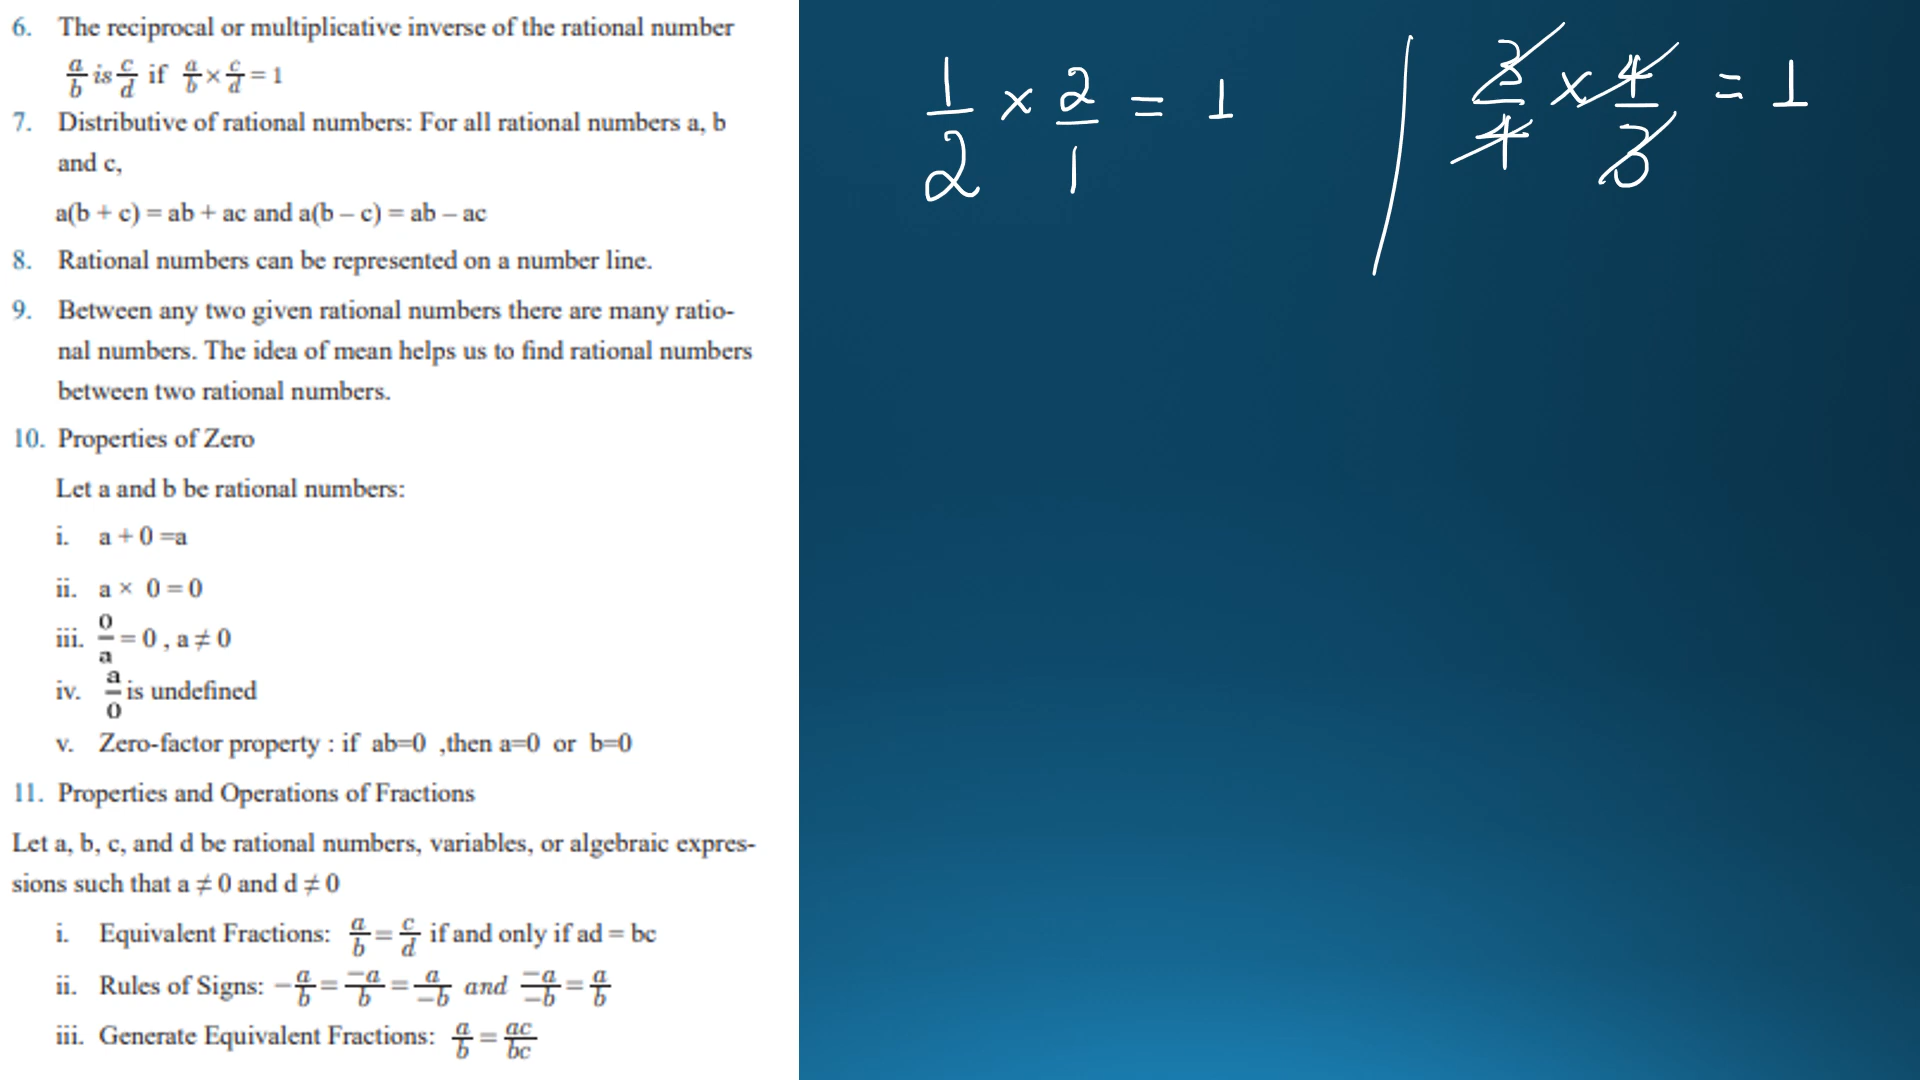 6. The reciprocal or multiplicative inverse of the rational number
a/b is c/d if a/b × c/d = 1
7. Distributive of rational numbers: For all rational numbers a, b
and c,
a(b + c) = ab + ac and a(b – c) = ab – ac
8. Rational numbers can be represented on a number line.
9. Between any two given rational numbers there are many ratio-
nal numbers. The idea of mean helps us to find rational numbers
between two rational numbers.
10. Properties of Zero
Let a and b be rational numbers:
i. a + 0 =a
ii. a × 0 = 0
iii. 0/a = 0 , a ≠ 0
iv. a/0 is undefined
v. Zero-factor property : if ab=0 ,then a=0 or b=0
11. Properties and Operations of Fractions
Let a, b, c, and d be rational numbers, variables, or algebraic expres-
sions such that a ≠ 0 and d ≠ 0
i. Equivalent Fractions: a/b = c/d if and only if ad = bc
ii. Rules of Signs: −a/b = −a/b = a/−b and −a/−b = a/b
iii. Generate Equivalent Fractions: a/b = ac/bc
1/2 × 2/1 = 1
3/4 × 4/3 = 1